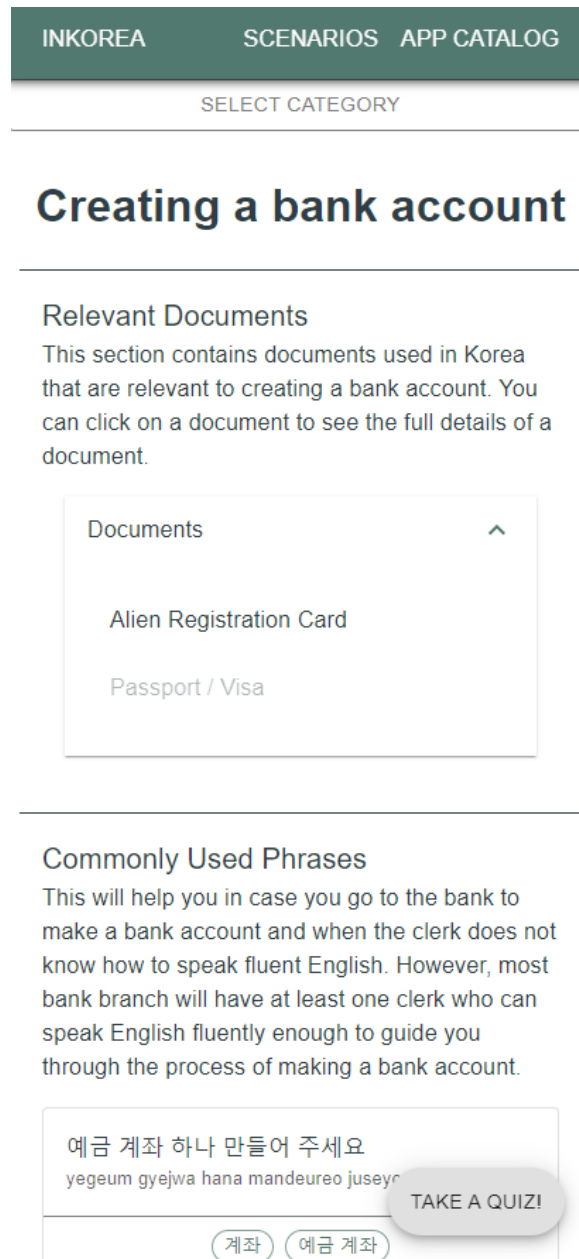 INKOREA SCENARIOS APP CATALOG
SELECT CATEGORY
Creating a bank account
Relevant Documents
This section contains documents used in Korea
that are relevant to creating a bank account. You
can click on a document to see the full details of a
document.
Documents
Alien Registration Card
Passport / Visa
Commonly Used Phrases
This will help you in case you go to the bank to
make a bank account and when the clerk does not
know how to speak fluent English. However, most
bank branch will have at least one clerk who can
speak English fluently enough to guide you
through the process of making a bank account.
예금 계좌 하나 만들어 주세요
yegeum gyejwa hana mandeureo juseyo
TAKE A QUIZ!
계좌 예금 계좌